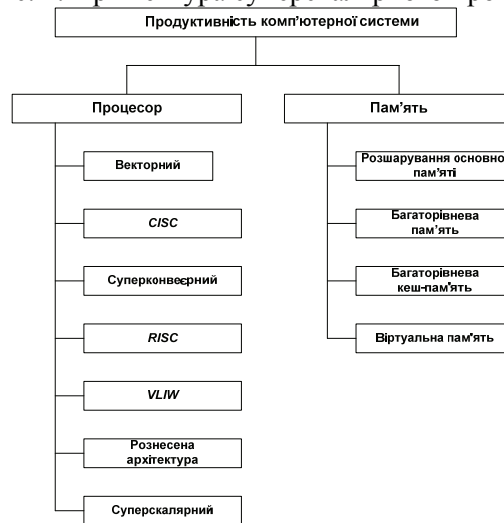 Продуктивність комп'ютерної системи
Процесор
Пам'ять
Векторний
CISC
Суперконвеєрний
RISC
VLIW
Рознесена
архітектура
Суперскалярний
Розшарування основно
пам'яті
Багаторівнева
пам'ять
Багаторівнева
кеш-пам'ять
Віртуальна пам'ять